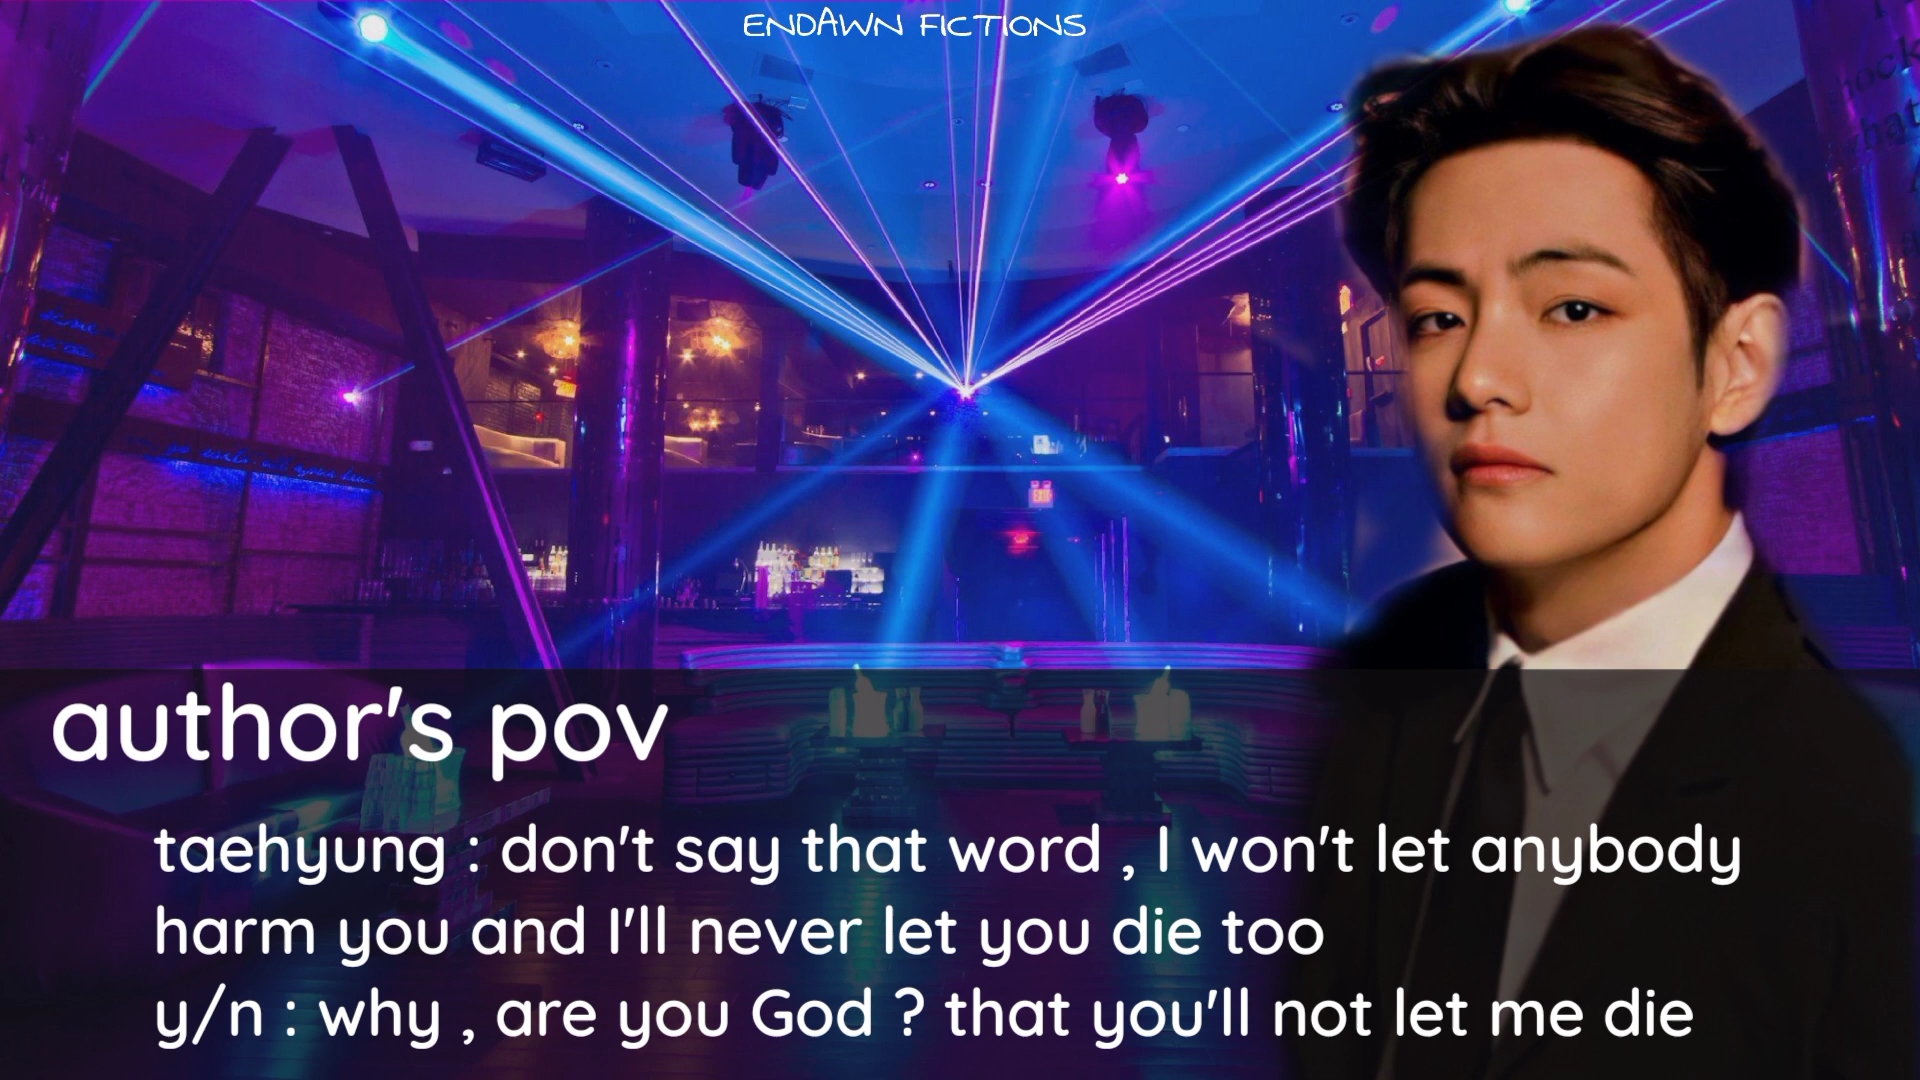 ENDAWN FICTIONS
author's pov
taehyung : don't say that word , I won't let anybody
harm you and I'll never let you die too
y/n : why , are you God ? that you'll not let me die